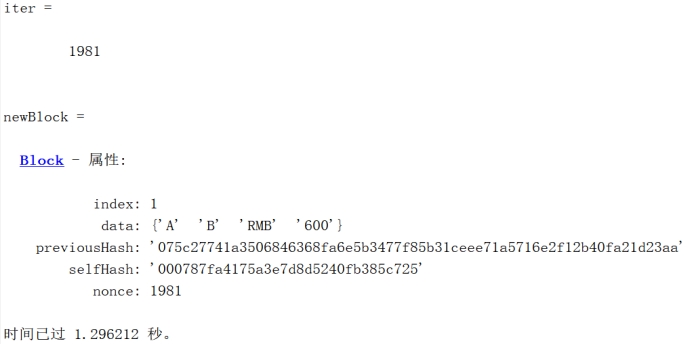 iter =
1981
newBlock =
Block - 属性:
index: 1
data: {'A' 'B' 'RMB' '600'}
previousHash: '075c27741a3506846368fa6e5b3477f85b31ceee71a5716e2f12b40fa21d23aa'
selfHash: '000787fa4175a3e7d8d5240fb385c725'
nonce: 1981
时间已过 1.296212 秒。